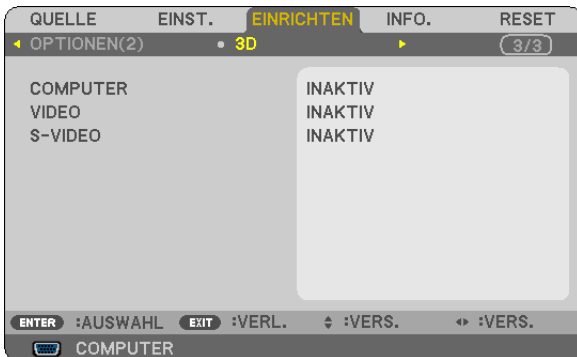 QUELLE EINST. EINRICHTEN INFO. RESET
OPTIONEN(2) 3D 3/3
COMPUTER INAKTIV
VIDEO INAKTIV
S-VIDEO INAKTIV
ENTER :AUSWAHL EXIT :VERL. :VERS. :VERS.
COMPUTER